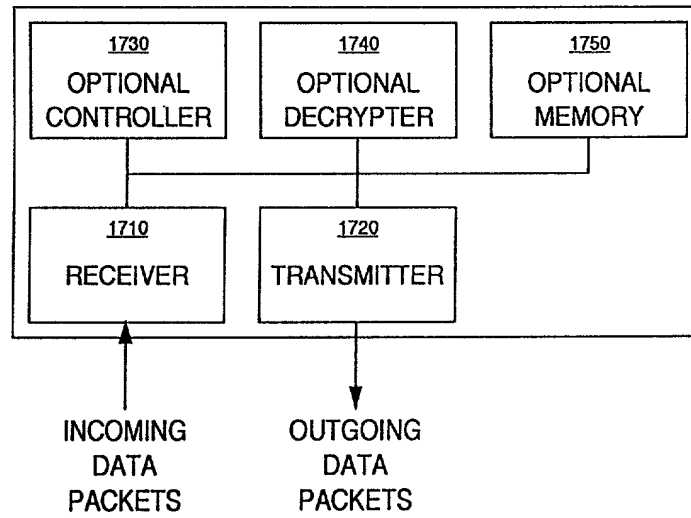 1730
OPTIONAL
CONTROLLER
1740
OPTIONAL
DECRYPTER
1750
OPTIONAL
MEMORY
1710
RECEIVER
1720
TRANSMITTER
INCOMING
DATA
PACKETS
OUTGOING
DATA
PACKETS